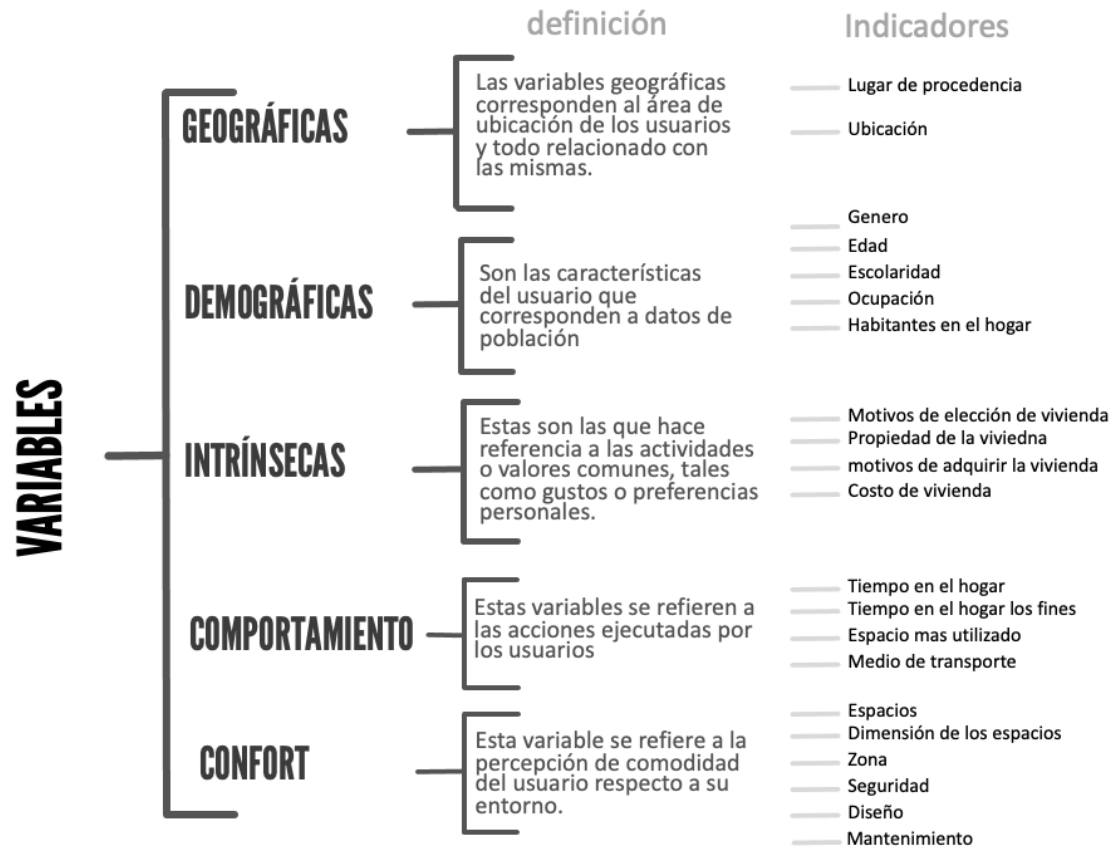 definición
Indicadores
VARIABLES
GEOGRÁFICAS
Las variables geográficas
corresponden al área de
ubicación de los usuarios
y todo relacionado con
las mismas.
Lugar de procedencia
Ubicación
DEMOGRÁFICAS
Son las características
del usuario que
corresponden a datos de
población
Genero
Edad
Escolaridad
Ocupación
Habitantes en el hogar
INTRÍNSECAS
Estas son las que hace
referencia a las actividades
o valores comunes, tales
como gustos o preferencias
personales.
Motivos de elección de vivienda
Propiedad de la viviedna
motivos de adquirir la vivienda
Costo de vivienda
COMPORTAMIENTO
Estas variables se refieren a
las acciones ejecutadas por
los usuarios
Tiempo en el hogar
Tiempo en el hogar los fines
Espacio mas utilizado
Medio de transporte
CONFORT
Esta variable se refiere a la
percepción de comodidad
del usuario respecto a su
entorno.
Espacios
Dimensión de los espacios
Zona
Seguridad
Diseño
Mantenimiento